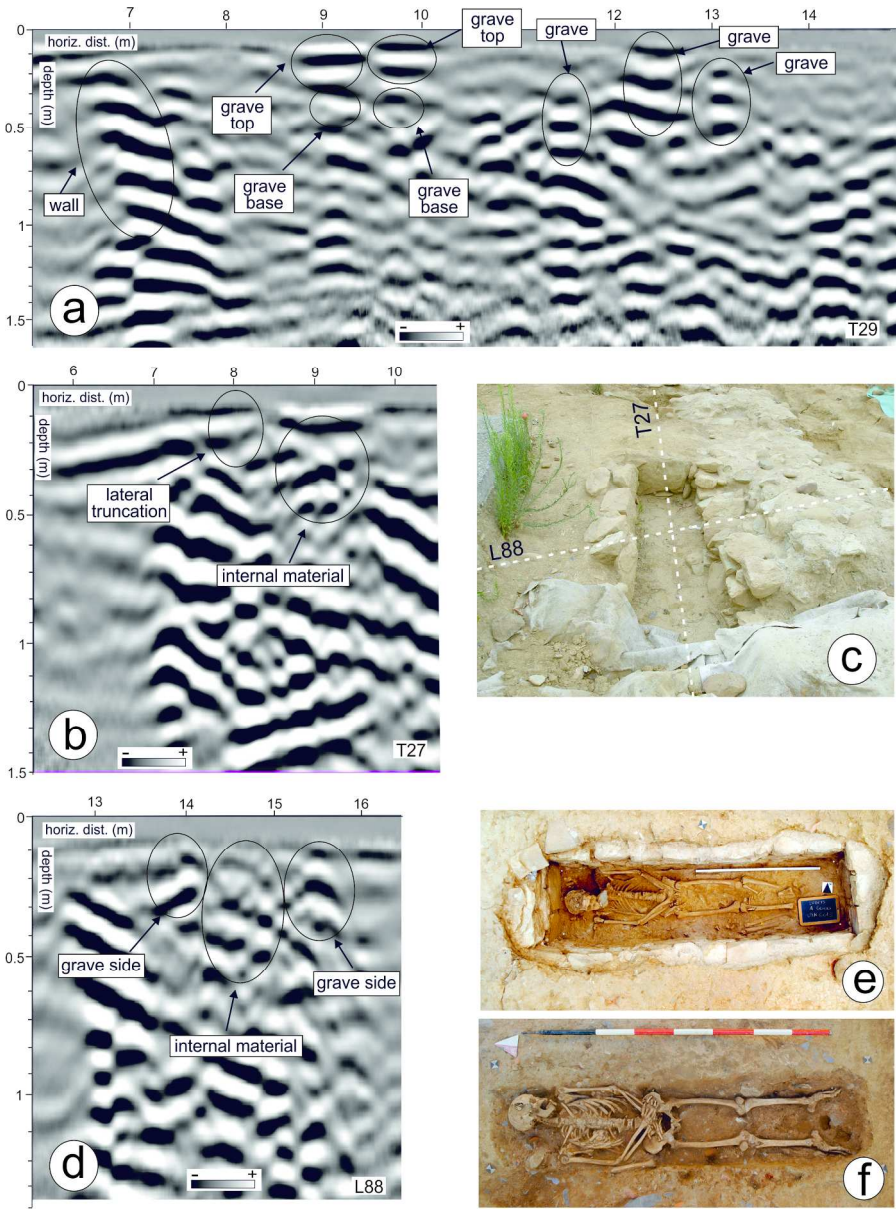 7 8 9 10 12 13 14
0
horiz. dist. (m)
depth (m)
0.5
1
1.5
grave
top
grave
grave
grave
grave
top
grave
base
grave
base
wall
a
- +
T29
6 7 8 9 10
0
horiz. dist. (m)
depth (m)
0.5
1
1.5
lateral
truncation
internal material
b
- +
T27
T27
L88
c
13 14 15 16
0
horiz. dist. (m)
depth (m)
0.5
1
grave side
grave side
internal material
d
- +
L88
e
f